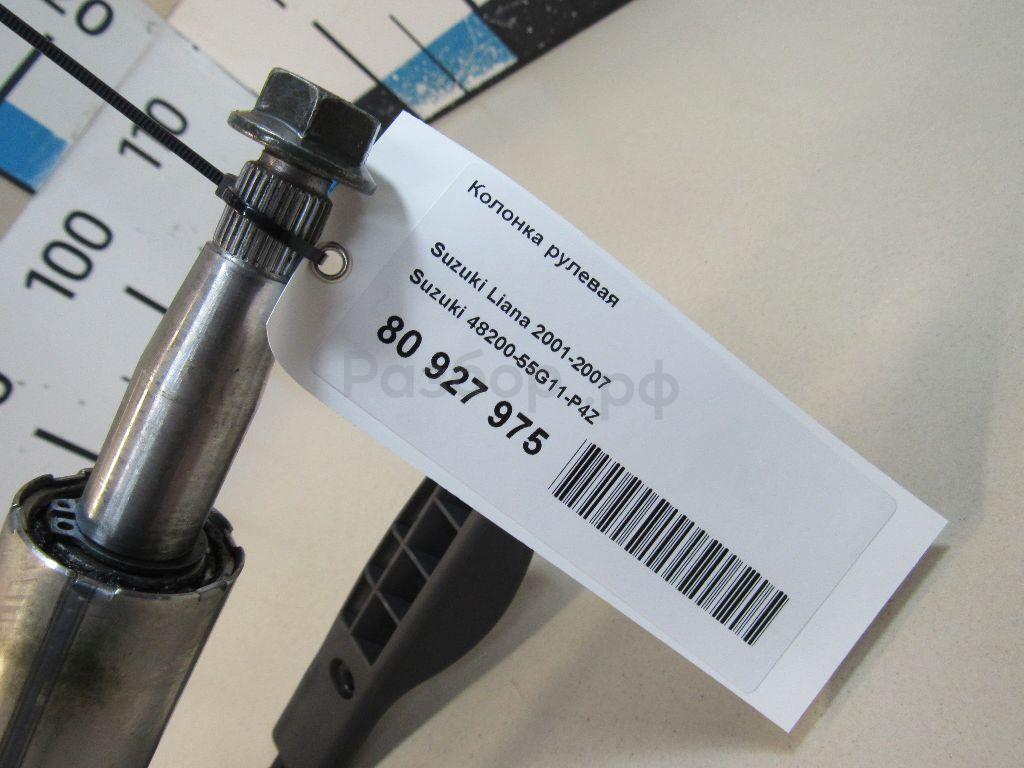 110
100
Колонка рулевая
Suzuki Liana 2001-2007
Suzuki 48200-55G11-P4Z
80 927 975
Разбор.рф